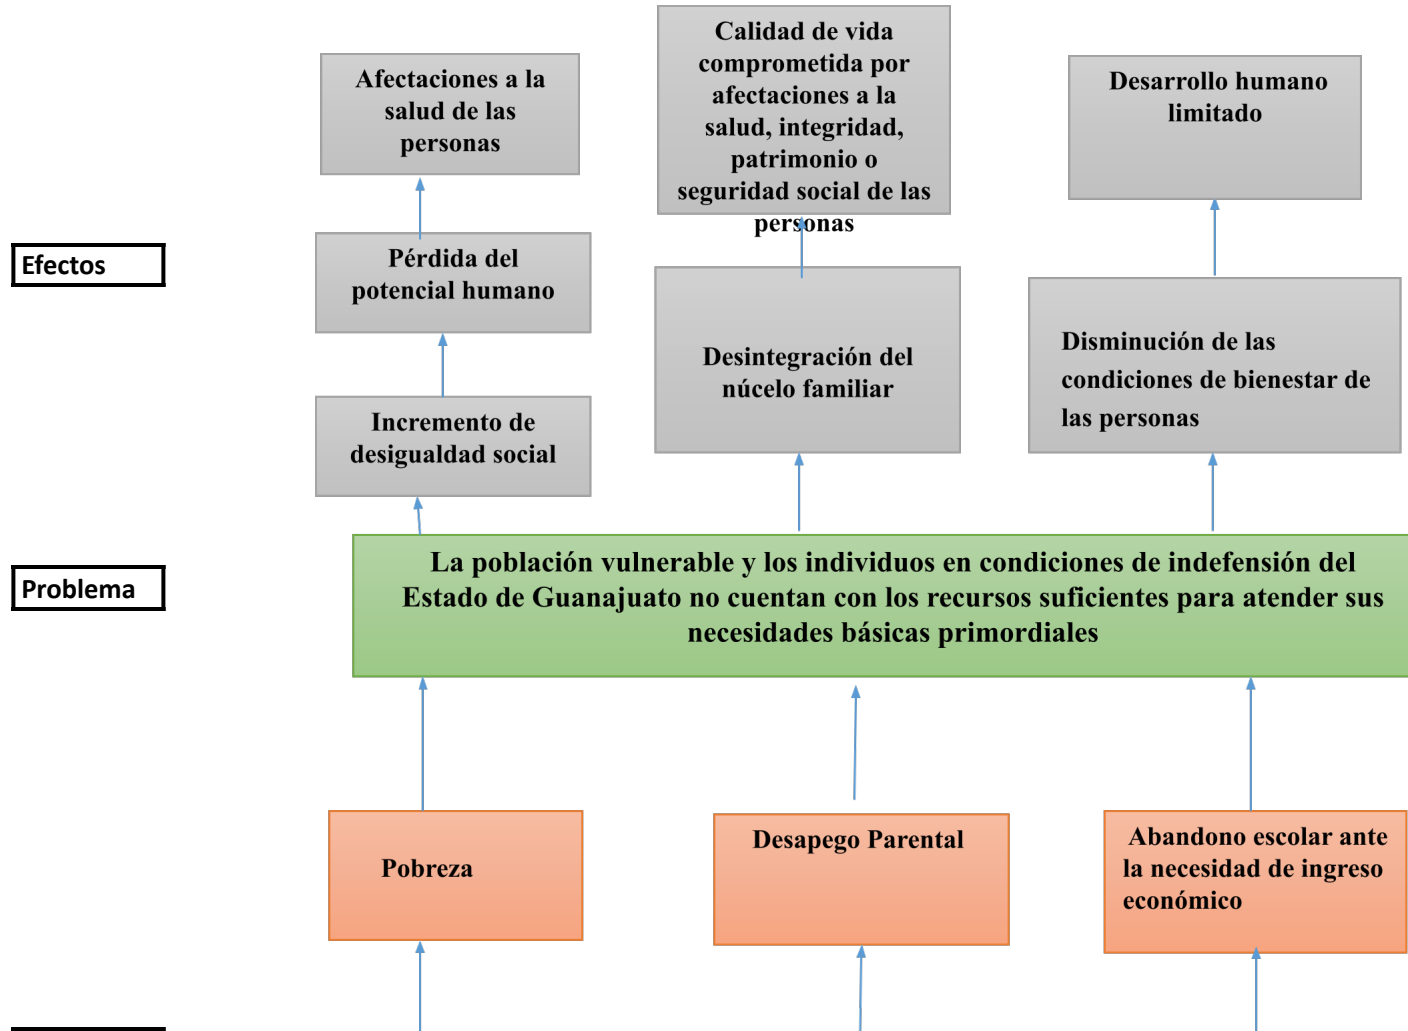 Afectaciones a la
salud de las
personas
Calidad de vida
comprometida por
afectaciones a la
salud, integridad,
patrimonio o
seguridad social de las
personas
Desarrollo humano
limitado
Efectos
Pérdida del
potencial humano
Desintegración del
núcelo familiar
Disminución de las
condiciones de bienestar de
las personas
Incremento de
desigualdad social
Problema
La población vulnerable y los individuos en condiciones de indefensión del
Estado de Guanajuato no cuentan con los recursos suficientes para atender sus
necesidades básicas primordiales
Pobreza
Desapego Parental
Abandono escolar ante
la necesidad de ingreso
económico